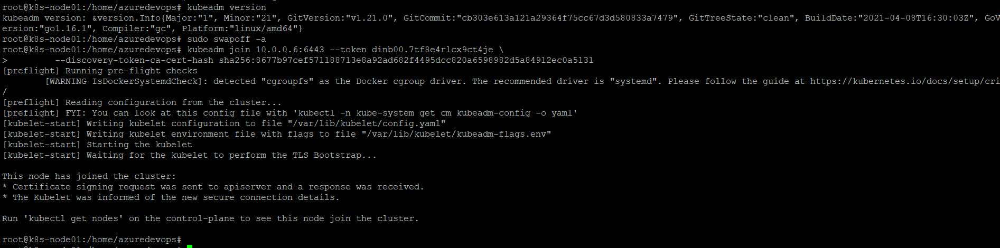 root@k8s-node01:/home/azuredevops# kubeadm version
kubeadm version: &version.Info{Major:"1", Minor:"21", GitVersion:"v1.21.0", GitCommit:"cb303e613a121a29364f75cc67d3d580833a7479", GitTreeState:"clean", BuildDate:"2021-04-08T16:30:03Z", GoV
ersion:"go1.16.1", Compiler:"gc", Platform:"linux/amd64"}
root@k8s-node01:/home/azuredevops# sudo swapoff -a
root@k8s-node01:/home/azuredevops# kubeadm join 10.0.0.6:6443 --token dinb00.7tf8e4rlcx9ct4je \
>         --discovery-token-ca-cert-hash sha256:8677b97cef571188713e8a92ad682f4495dcc820a6598982d5a84912ec0a5131
[preflight] Running pre-flight checks
        [WARNING IsDockerSystemdCheck]: detected "cgroupfs" as the Docker cgroup driver. The recommended driver is "systemd". Please follow the guide at https://kubernetes.io/docs/setup/cri
/
[preflight] Reading configuration from the cluster...
[preflight] FYI: You can look at this config file with 'kubectl -n kube-system get cm kubeadm-config -o yaml'
[kubelet-start] Writing kubelet configuration to file "/var/lib/kubelet/config.yaml"
[kubelet-start] Writing kubelet environment file with flags to file "/var/lib/kubelet/kubeadm-flags.env"
[kubelet-start] Starting the kubelet
[kubelet-start] Waiting for the kubelet to perform the TLS Bootstrap...
This node has joined the cluster:
* Certificate signing request was sent to apiserver and a response was received.
* The Kubelet was informed of the new secure connection details.
Run 'kubectl get nodes' on the control-plane to see this node join the cluster.
root@k8s-node01:/home/azuredevops#